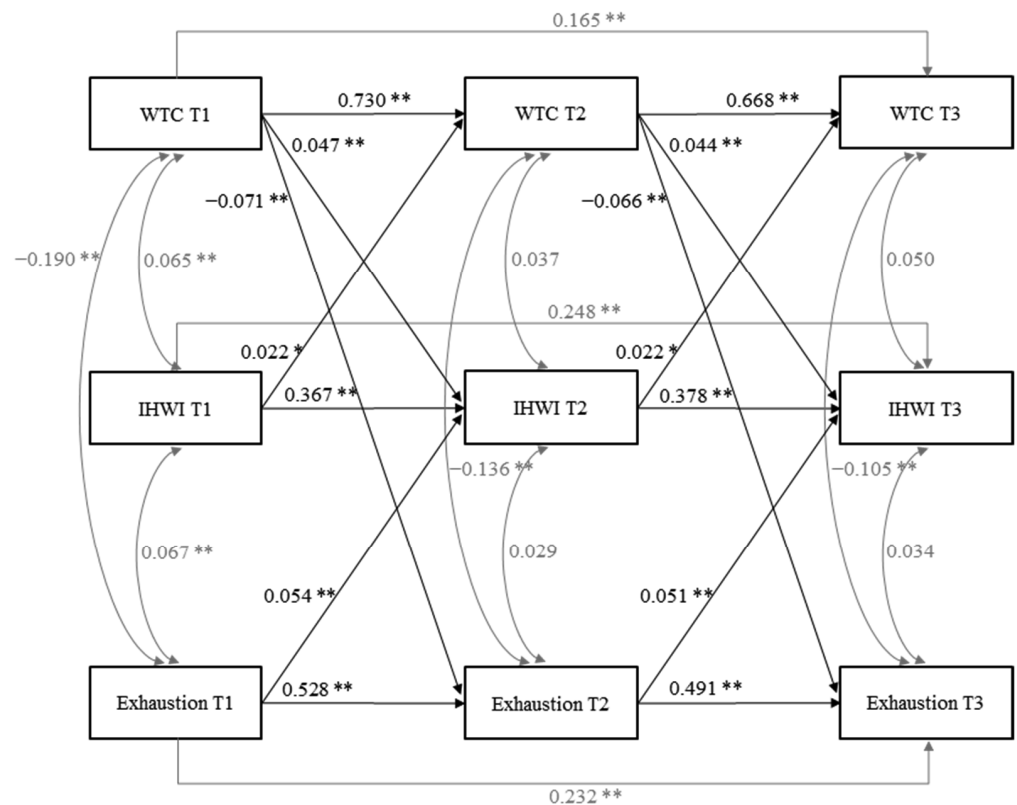 0.165 **
WTC T1
0.730 **
WTC T2
0.668 **
WTC T3
0.047 **
0.044 **
−0.071 **
−0.066 **
−0.190 **
0.065 **
0.037
0.050
0.248 **
0.022 *
0.022 *
IHWI T1
0.367 **
IHWI T2
0.378 **
IHWI T3
−0.136 **
−0.105 **
0.067 **
0.029
0.034
0.054 **
0.051 **
Exhaustion T1
0.528 **
Exhaustion T2
0.491 **
Exhaustion T3
0.232 **